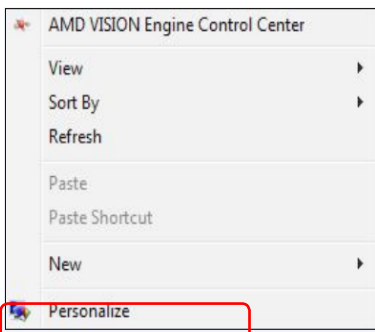 AMD VISION Engine Control Center
View
Sort By
Refresh
Paste
Paste Shortcut
New
Personalize